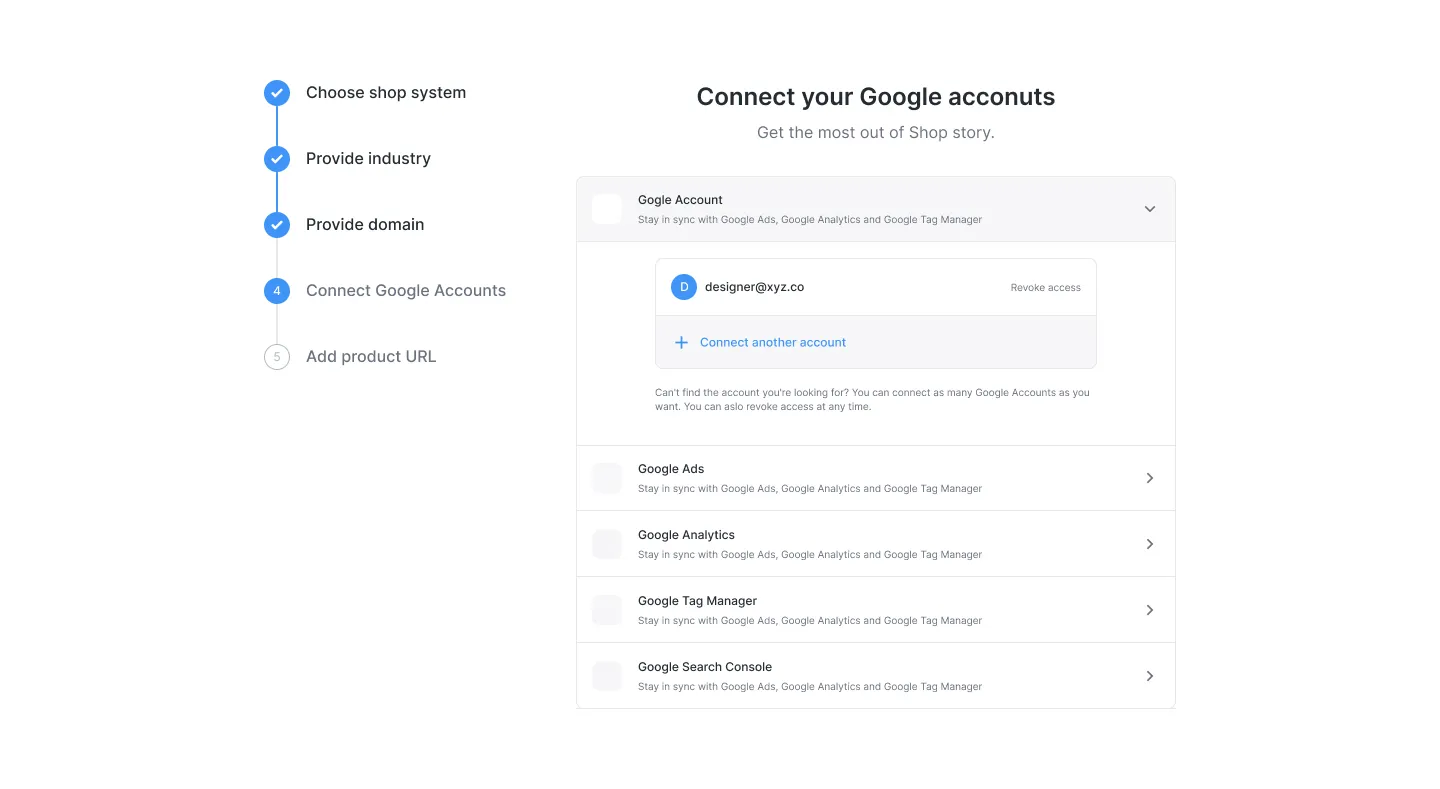 Choose shop system
Provide industry
Provide domain
4 Connect Google Accounts
5 Add product URL
Connect your Google acconuts
Get the most out of Shop story.
Gogle Account
Stay in sync with Google Ads, Google Analytics and Google Tag Manager
D designer@xyz.co Revoke access
Connect another account
Can't find the account you're looking for? You can connect as many Google Accounts as you
want. You can aslo revoke access at any time.
Google Ads
Stay in sync with Google Ads, Google Analytics and Google Tag Manager
Google Analytics
Stay in sync with Google Ads, Google Analytics and Google Tag Manager
Google Tag Manager
Stay in sync with Google Ads, Google Analytics and Google Tag Manager
Google Search Console
Stay in sync with Google Ads, Google Analytics and Google Tag Manager